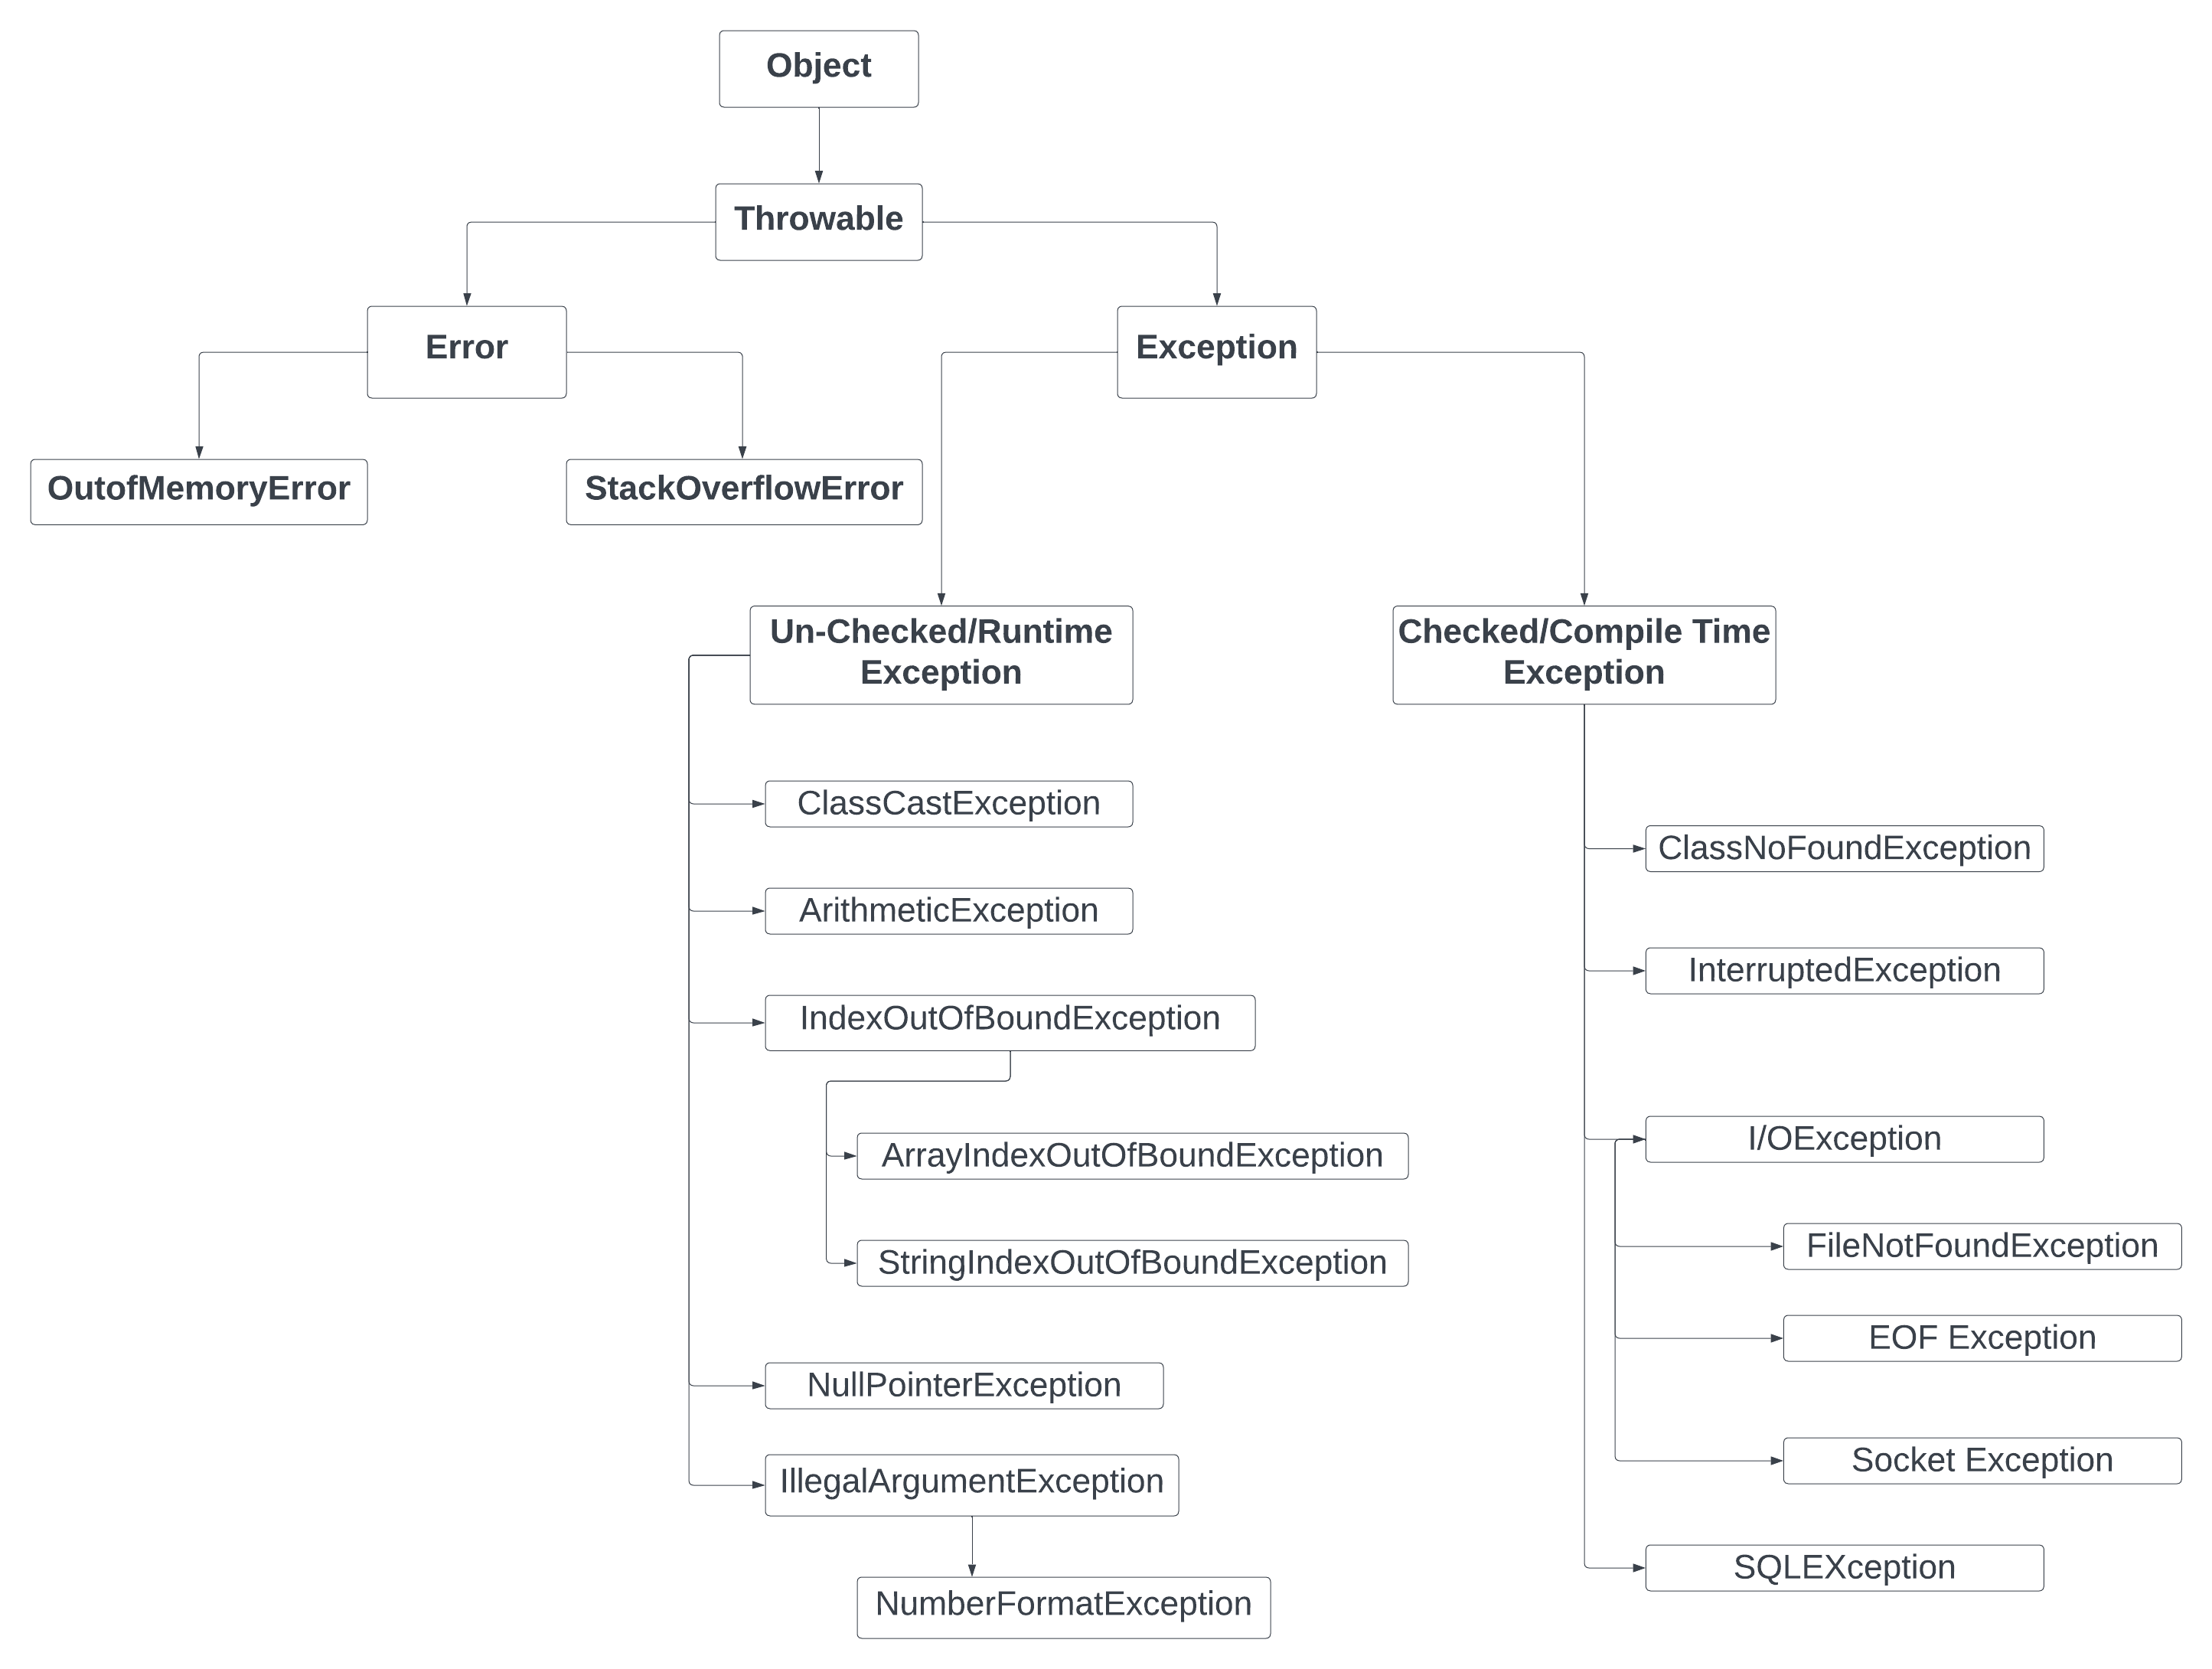 Object
Throwable
Error
Exception
OutofMemoryError
StackOverflowError
Un-Checked/Runtime
Exception
Checked/Compile Time
Exception
ClassCastException
ArithmeticException
IndexOutOfBoundException
ArrayIndexOutOfBoundException
StringIndexOutOfBoundException
NullPointerException
IllegalArgumentException
NumberFormatException
ClassNoFoundException
InterruptedException
I/OException
FileNotFoundException
EOF Exception
Socket Exception
SQLEXception